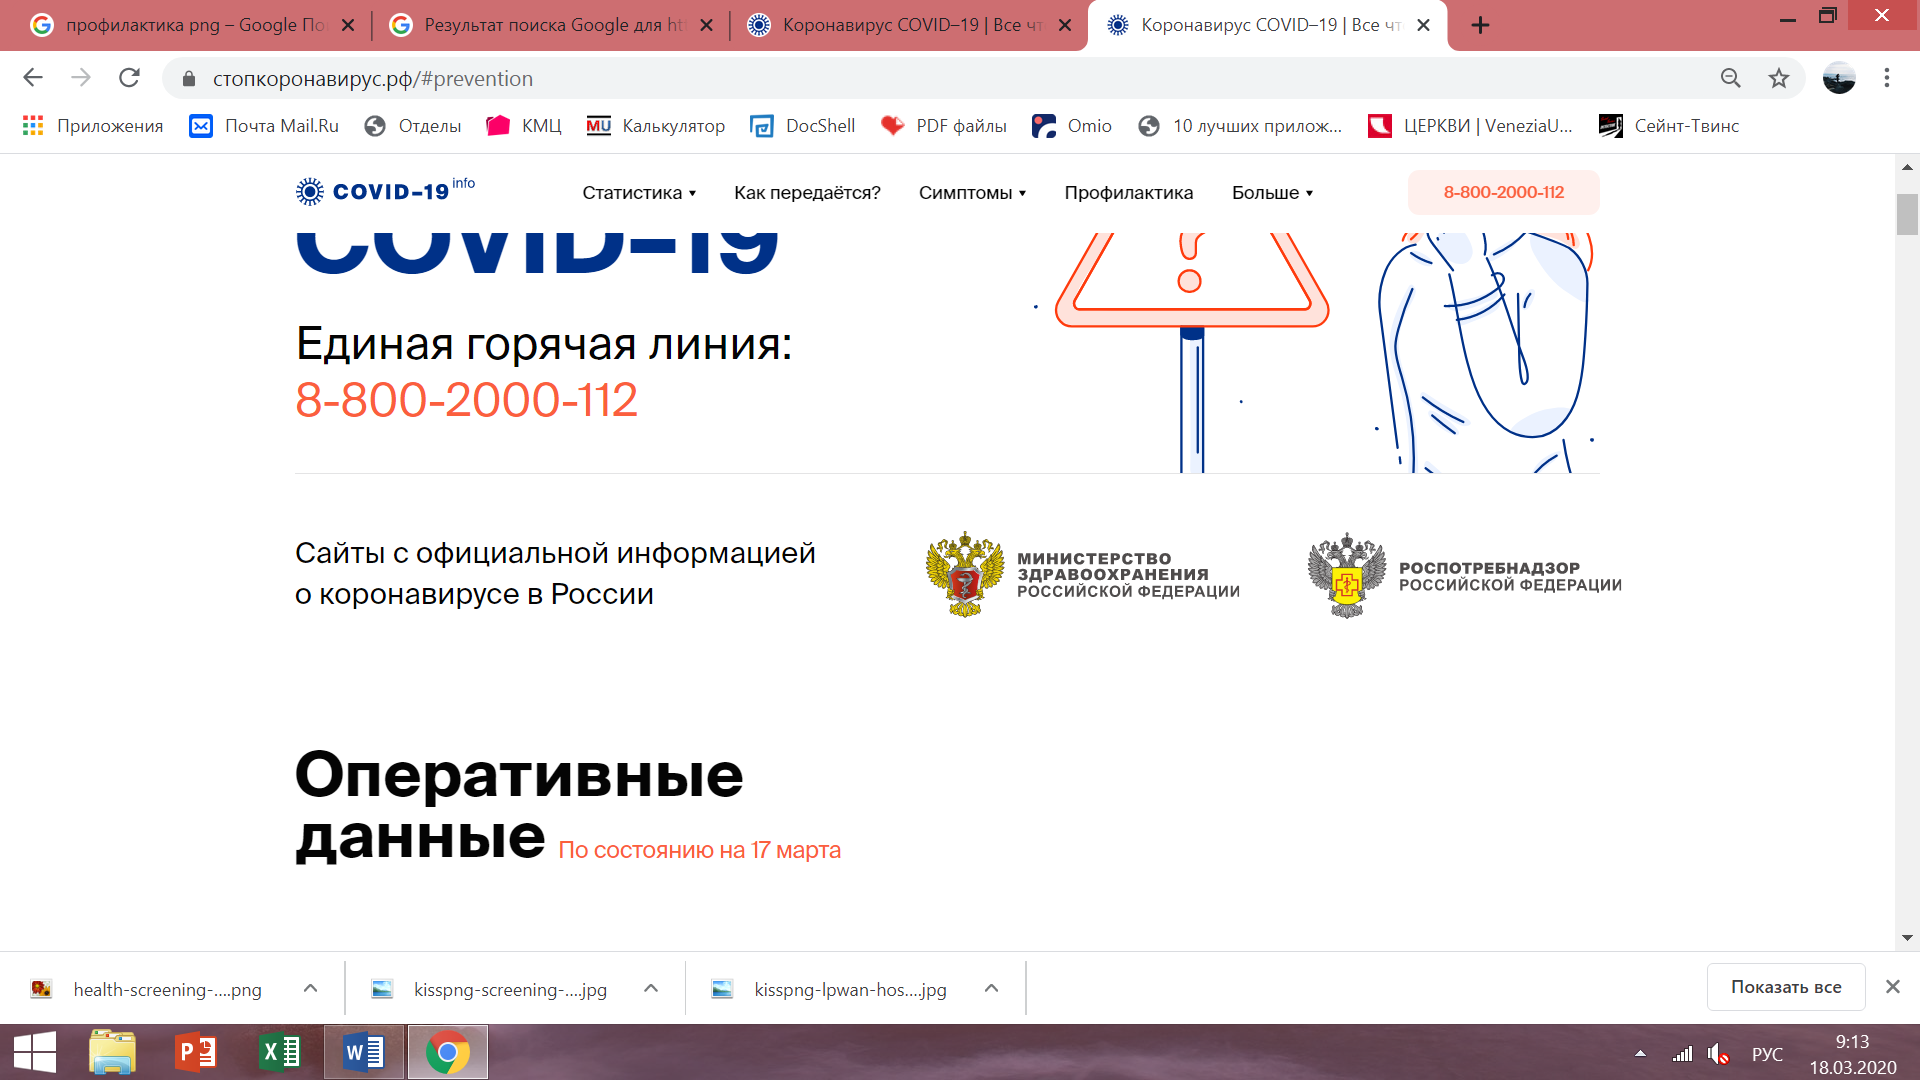 профилактика png – Google По
Результат поиска Google для ht
Коронавирус COVID–19 | Все чт
Коронавирус COVID–19 | Все чт
стопкоронавирус.рф/#prevention
Приложения
Почта Mail.Ru
Отделы
КМЦ
MU
Калькулятор
DocShell
PDF файлы
Omio
10 лучших прилож...
ЦЕРКВИ | VeneziaU...
Сейнт-Твинс
COVID-19 info
Статистика
Как передаётся?
Симптомы
Профилактика
Больше
8-800-2000-112
COVID-19
Единая горячая линия:
8-800-2000-112
Сайты с официальной информацией
о коронавирусе в России
МИНИСТЕРСТВО
ЗДРАВООХРАНЕНИЯ
РОССИЙСКОЙ ФЕДЕРАЦИИ
РОСПОТРЕБНАДЗОР
РОССИЙСКОЙ ФЕДЕРАЦИИ
Оперативные
данные По состоянию на 17 марта
health-screening-....png
kisspng-screening-....jpg
kisspng-lpwan-hos....jpg
Показать все
РУС
9:13
18.03.2020